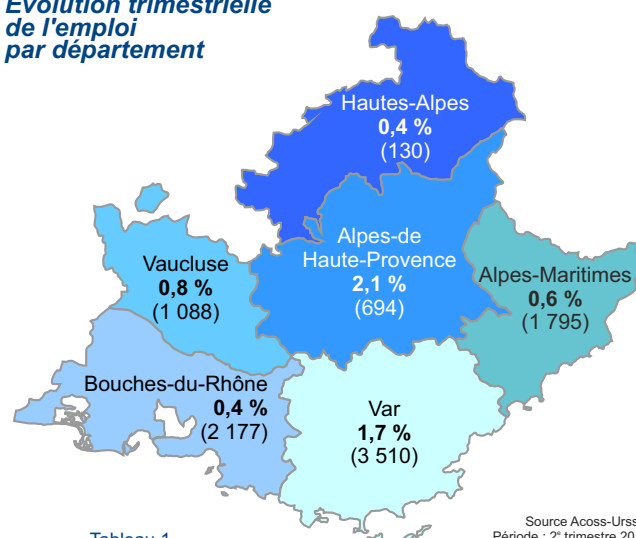 Évolution trimestrielle
de l'emploi
par département
Hautes-Alpes
0,4 %
(130)
Alpes-de
Haute-Provence
2,1 %
(694)
Vaucluse
0,8 %
(1 088)
Alpes-Maritimes
0,6 %
(1 795)
Bouches-du-Rhône
0,4 %
(2 177)
Var
1,7 %
(3 510)
Source Acoss-Urss
Période : 2e trimestre 20
Tableau 1